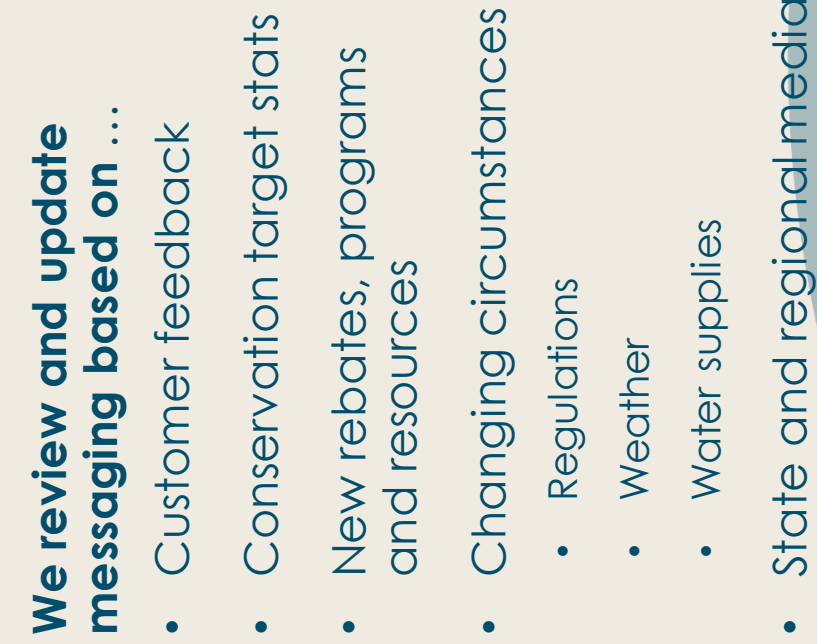 We review and update
messaging based on …
• Customer feedback
• Conservation target stats
• New rebates, programs
and resources
• Changing circumstances
• Regulations
• Weather
• Water supplies
• State and regional media